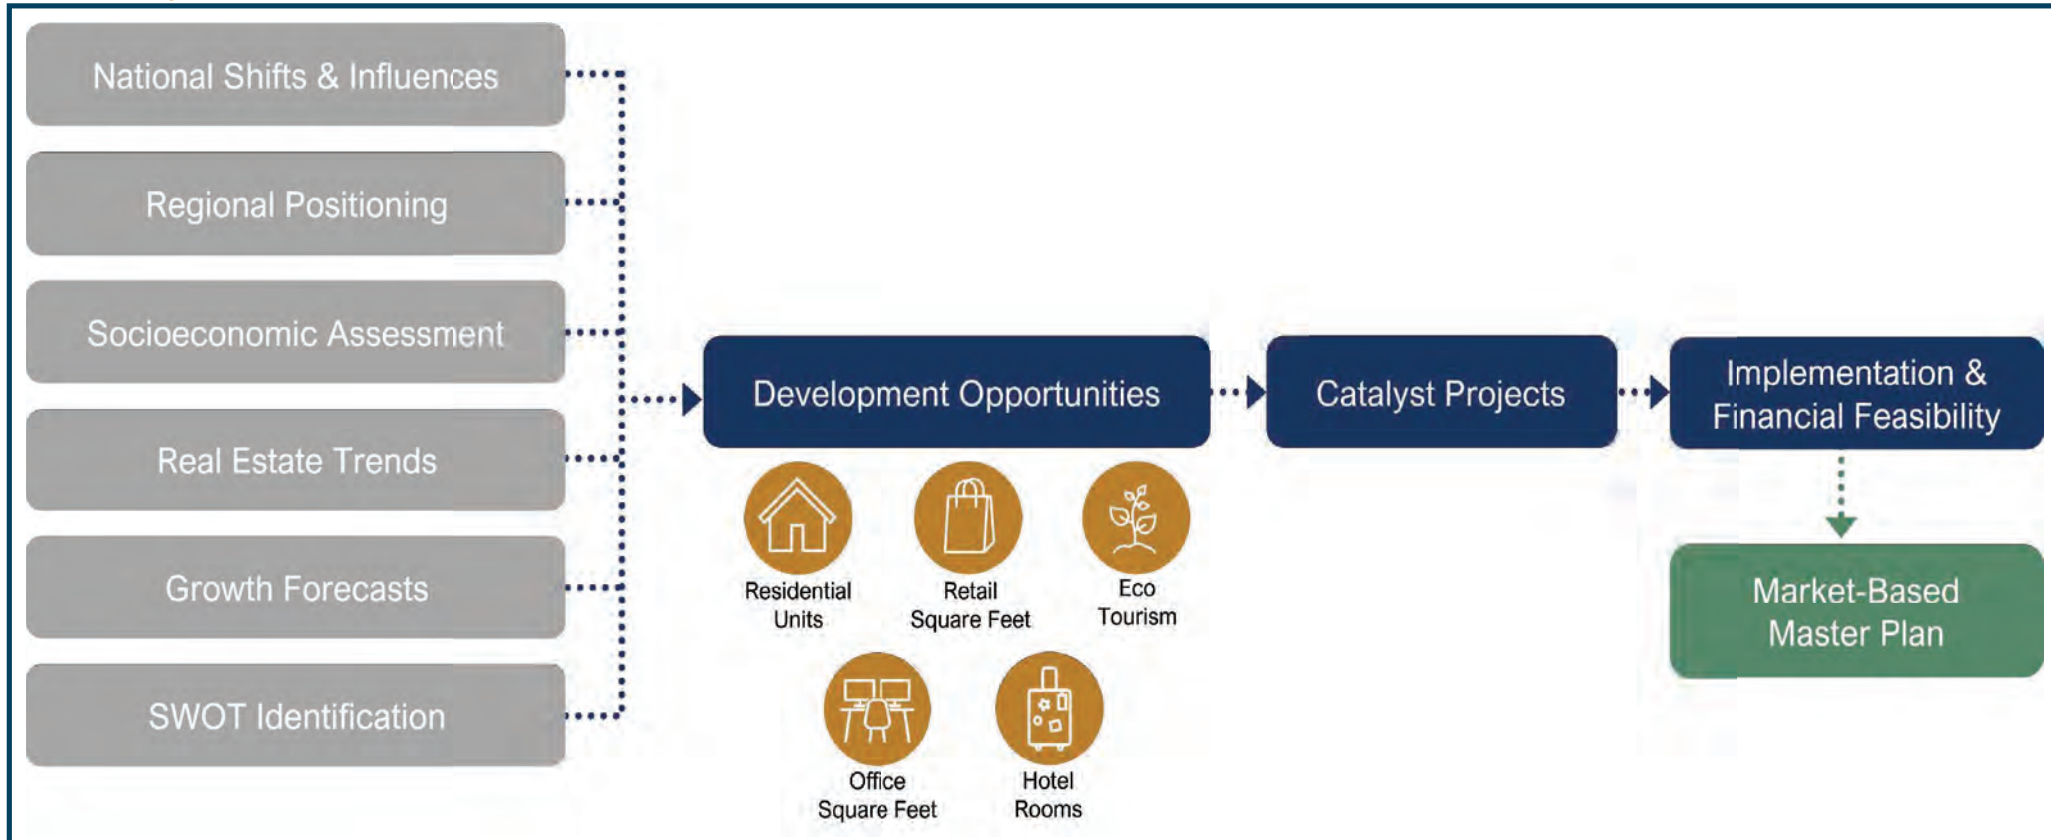 National Shifts & Influences
Regional Positioning
Socioeconomic Assessment
Real Estate Trends
Growth Forecasts
SWOT Identification
Development Opportunities
Residential
Units
Retail
Square Feet
Eco
Tourism
Office
Square Feet
Hotel
Rooms
Catalyst Projects
Implementation &
Financial Feasibility
Market-Based
Master Plan